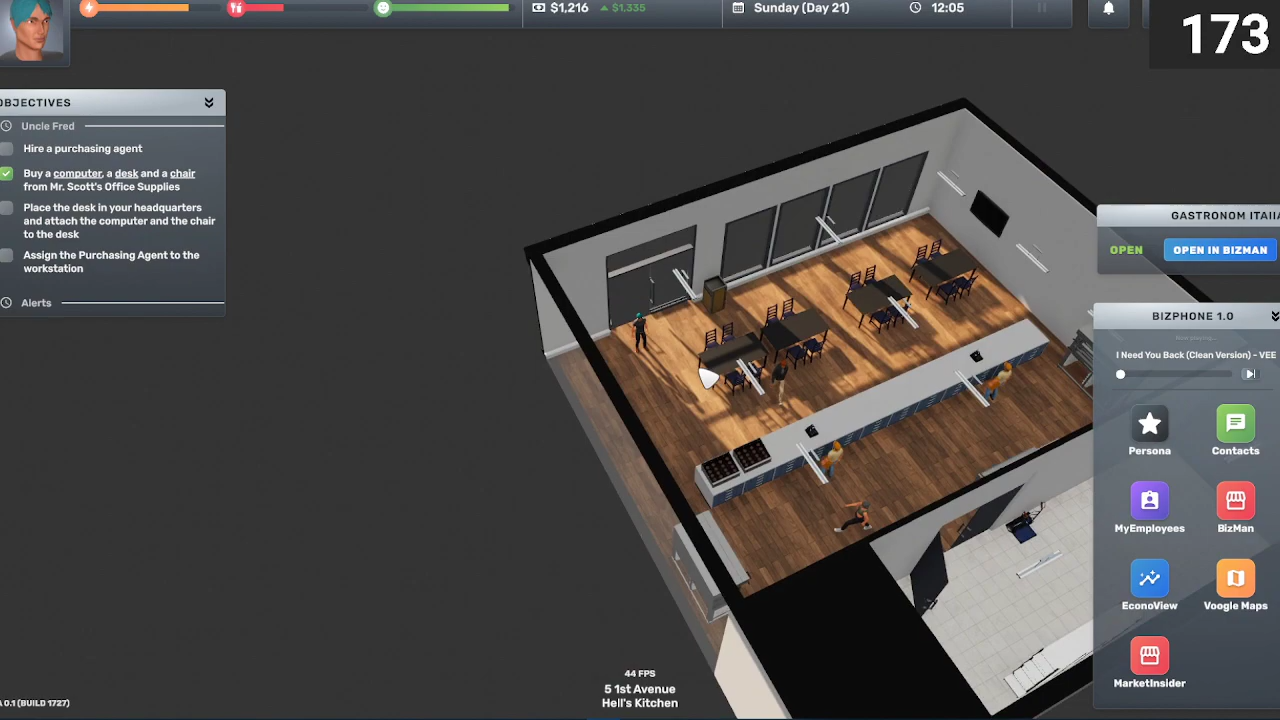 $1,216
$1,335
Sunday (Day 21)
12:05
173
OBJECTIVES
Uncle Fred
Hire a purchasing agent
Buy a computer, a desk and a chair
from Mr. Scott's Office Supplies
Place the desk in your headquarters
and attach the computer and the chair
to the desk
Assign the Purchasing Agent to the
workstation
Alerts
GASTRONOM ITALIA
OPEN
OPEN IN BIZMAN
BIZPHONE 1.0
Now playing...
I Need You Back (Clean Version) - VEE
Persona
Contacts
MyEmployees
BizMan
EconoView
Voogle Maps
MarketInsider
44 FPS
5 1st Avenue
Hell's Kitchen
A 0.1 (BUILD 1727)